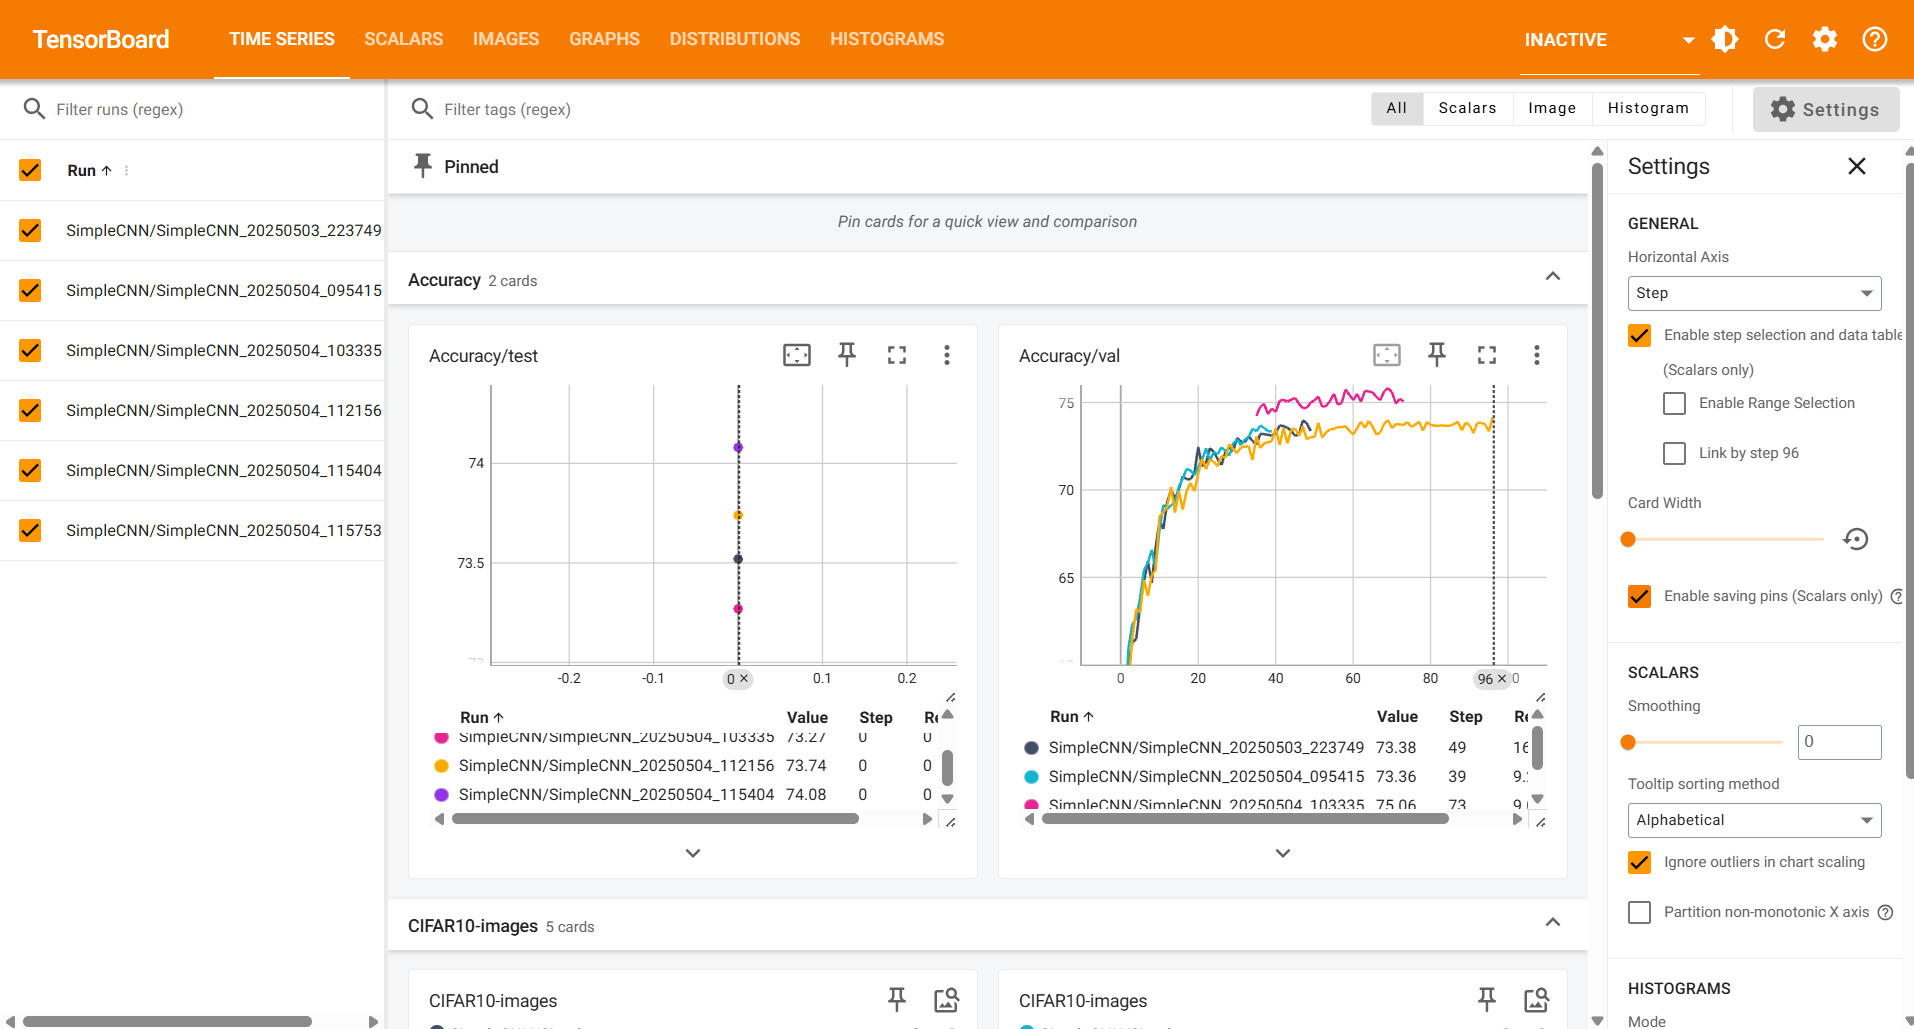 TensorBoard
TIME SERIES
SCALARS
IMAGES
GRAPHS
DISTRIBUTIONS
HISTOGRAMS
INACTIVE
Filter runs (regex)
Run
SimpleCNN/SimpleCNN_20250503_223749
SimpleCNN/SimpleCNN_20250504_095415
SimpleCNN/SimpleCNN_20250504_103335
SimpleCNN/SimpleCNN_20250504_112156
SimpleCNN/SimpleCNN_20250504_115404
SimpleCNN/SimpleCNN_20250504_115753
Filter tags (regex)
All
Scalars
Image
Histogram
Settings
Pinned
Pin cards for a quick view and comparison
Accuracy 2 cards
Accuracy/test
74
73.5
73
-0.2
-0.1
0 ×
0.1
0.2
Run Value Step
SimpleCNN/SimpleCNN_20250504_103335 73.27 0 0
SimpleCNN/SimpleCNN_20250504_112156 73.74 0 0
SimpleCNN/SimpleCNN_20250504_115404 74.08 0 0
Accuracy/val
75
70
65
60
0
20
40
60
80
96 ×
0
Run Value Step
SimpleCNN/SimpleCNN_20250503_223749 73.38 49 16
SimpleCNN/SimpleCNN_20250504_095415 73.36 39 9.
SimpleCNN/SimpleCNN_20250504_103335 75.06 73 9
CIFAR10-images 5 cards
CIFAR10-images
CIFAR10-images
Settings
GENERAL
Horizontal Axis
Step
Enable step selection and data table
(Scalars only)
Enable Range Selection
Link by step 96
Card Width
Enable saving pins (Scalars only)
SCALARS
Smoothing
0
Tooltip sorting method
Alphabetical
Ignore outliers in chart scaling
Partition non-monotonic X axis
HISTOGRAMS
Mode